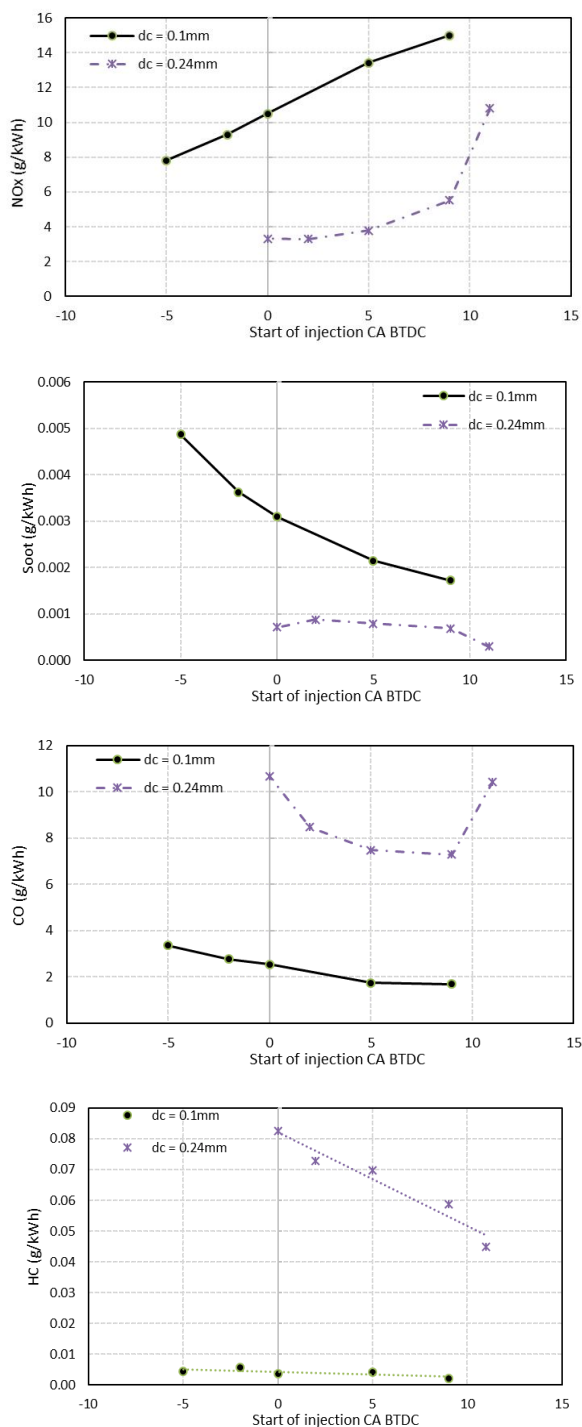 16
14
12
10
8
6
4
2
0
NOx (g/kWh)
dc = 0.1mm
dc = 0.24mm
-10 -5 0 5 10 15
Start of injection CA BTDC
0.006
0.005
0.004
0.003
0.002
0.001
0.000
Soot (g/kWh)
dc = 0.1mm
dc = 0.24mm
-10 -5 0 5 10 15
Start of injection CA BTDC
12
10
8
6
4
2
0
CO (g/kWh)
dc = 0.1mm
dc = 0.24mm
-10 -5 0 5 10 15
Start of injection CA BTDC
0.09
0.08
0.07
0.06
0.05
0.04
0.03
0.02
0.01
0.00
HC (g/kWh)
dc = 0.1mm
dc = 0.24mm
-10 -5 0 5 10 15
Start of injection CA BTDC